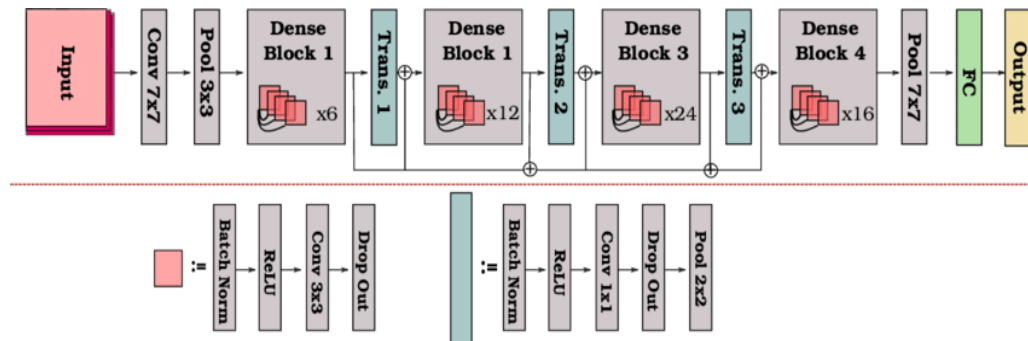 Input
Conv 7x7
Pool 3x3
Dense
Block 1
x6
Trans. 1
Dense
Block 1
x12
Trans. 2
Dense
Block 3
x24
Trans. 3
Dense
Block 4
x16
Pool 7x7
FC
Output
::=
Batch Norm
ReLU
Conv 3x3
Drop Out
::=
Batch Norm
ReLU
Conv 1x1
Drop Out
Pool 2x2